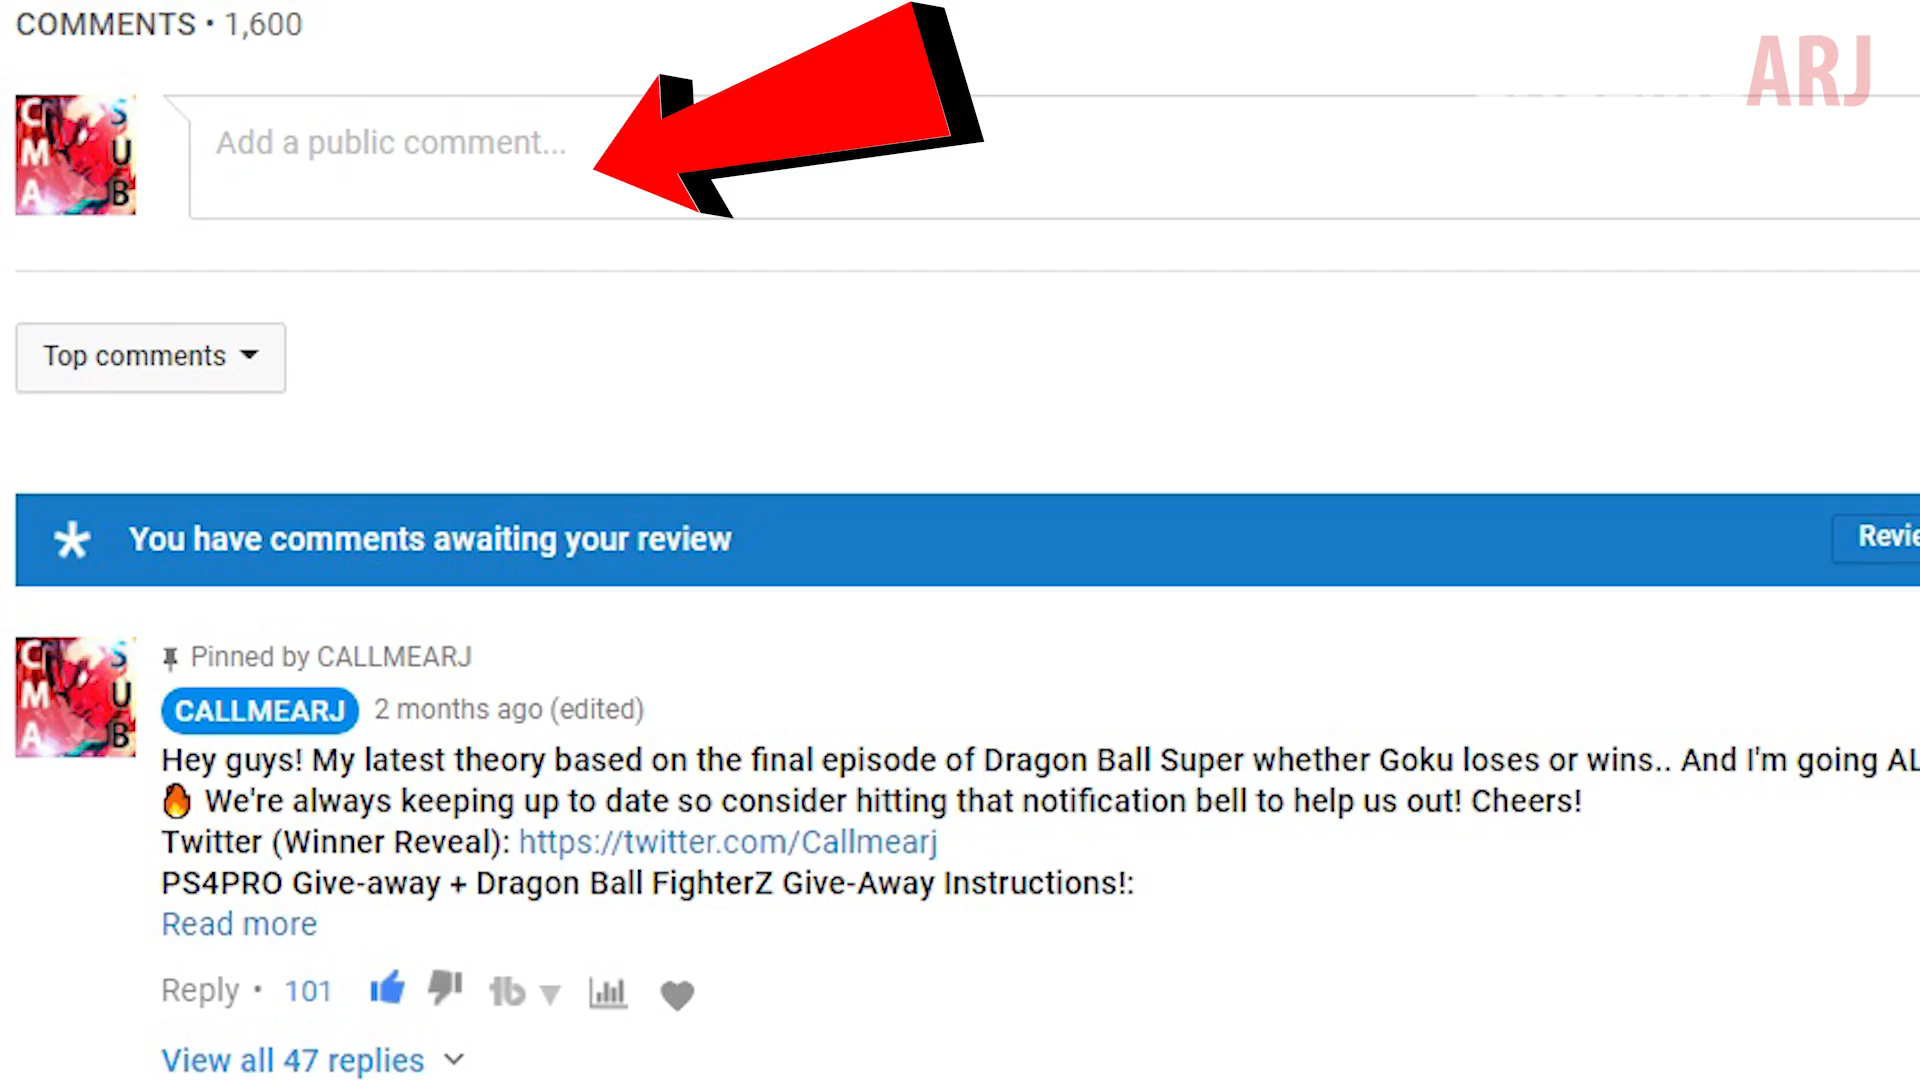 COMMENTS • 1,600
ARJ
C S
M U
A B
Add a public comment...
Top comments
You have comments awaiting your review
Revie
C S
M U
A B
Pinned by CALLMEARJ
CALLMEARJ 2 months ago (edited)
Hey guys! My latest theory based on the final episode of Dragon Ball Super whether Goku loses or wins.. And I'm going AL
🔥 We're always keeping up to date so consider hitting that notification bell to help us out! Cheers!
Twitter (Winner Reveal): https://twitter.com/Callmearj
PS4PRO Give-away + Dragon Ball FighterZ Give-Away Instructions!:
Read more
Reply • 101 tb
View all 47 replies